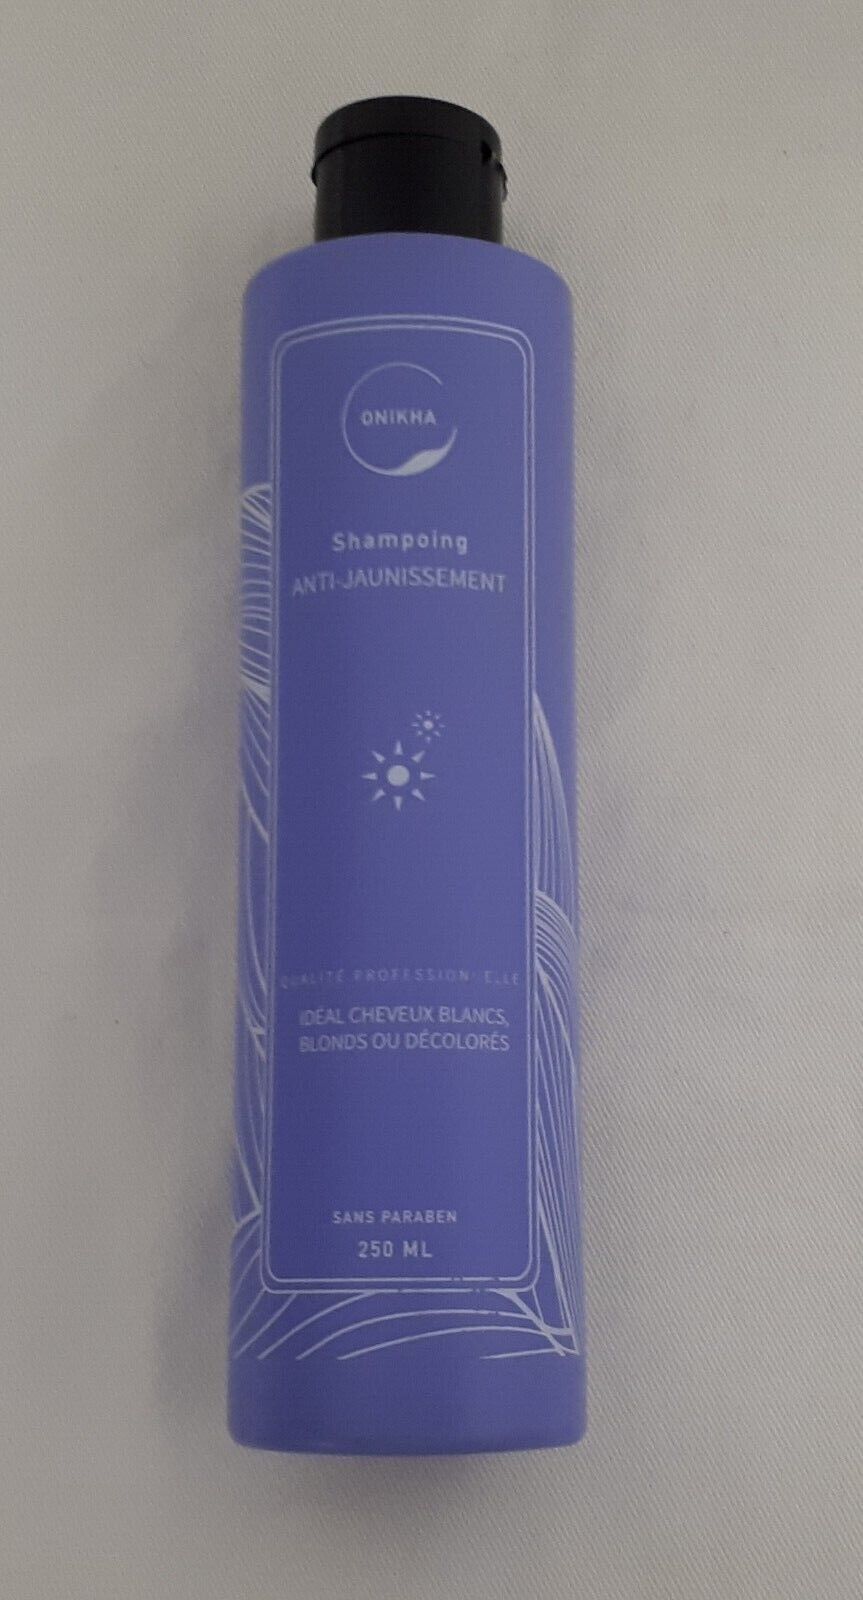 ONIKHA
Shampoing
ANTI-JAUNISSEMENT
QUALITÉ PROFESSIONNELLE
IDÉAL CHEVEUX BLANCS,
BLONDS OU DÉCOLORÉS
SANS PARABEN
250 ML